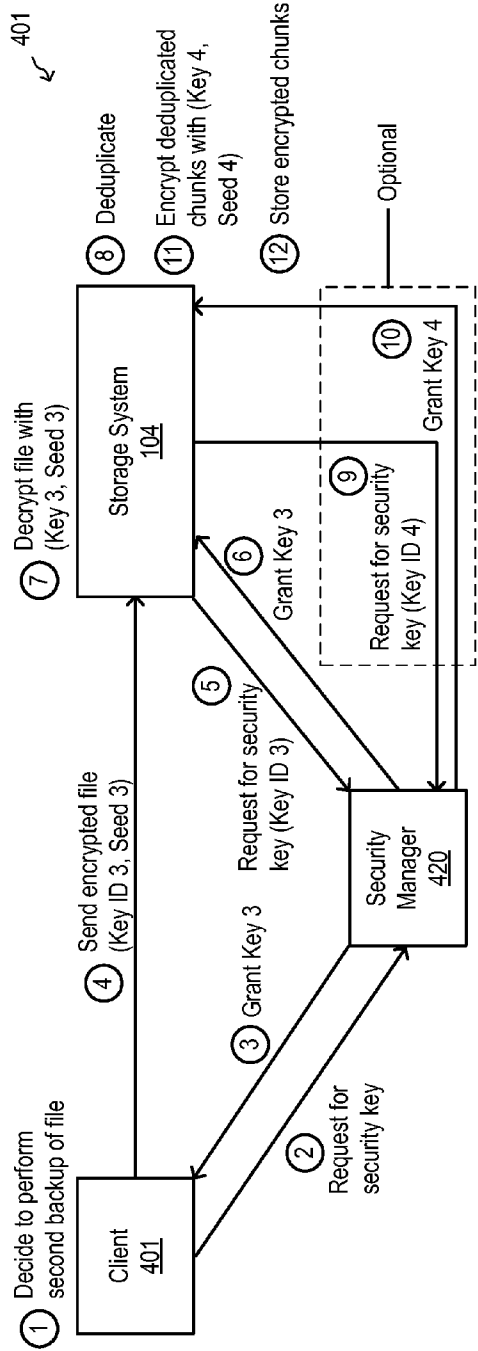 401
1
Decide to perform
second backup of file
Client
401
2
Request for
security key
3
Grant Key 3
4
Send encrypted file
(Key ID 3, Seed 3)
Security
Manager
420
5
Request for security
key (Key ID 3)
6
Grant Key 3
7
Decrypt file with
(Key 3, Seed 3)
Storage System
104
8
Deduplicate
9
Request for security
key (Key ID 4)
10
Grant Key 4
Optional
11
Encrypt deduplicated
chunks with (Key 4,
Seed 4)
12
Store encrypted chunks